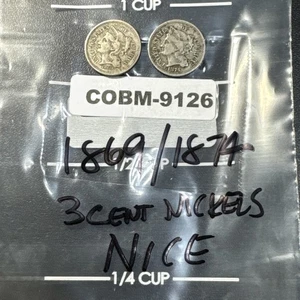 1 CUP
COBM-9126
1869/1874
3 CENT NICKELS
NICE
1/4 CUP